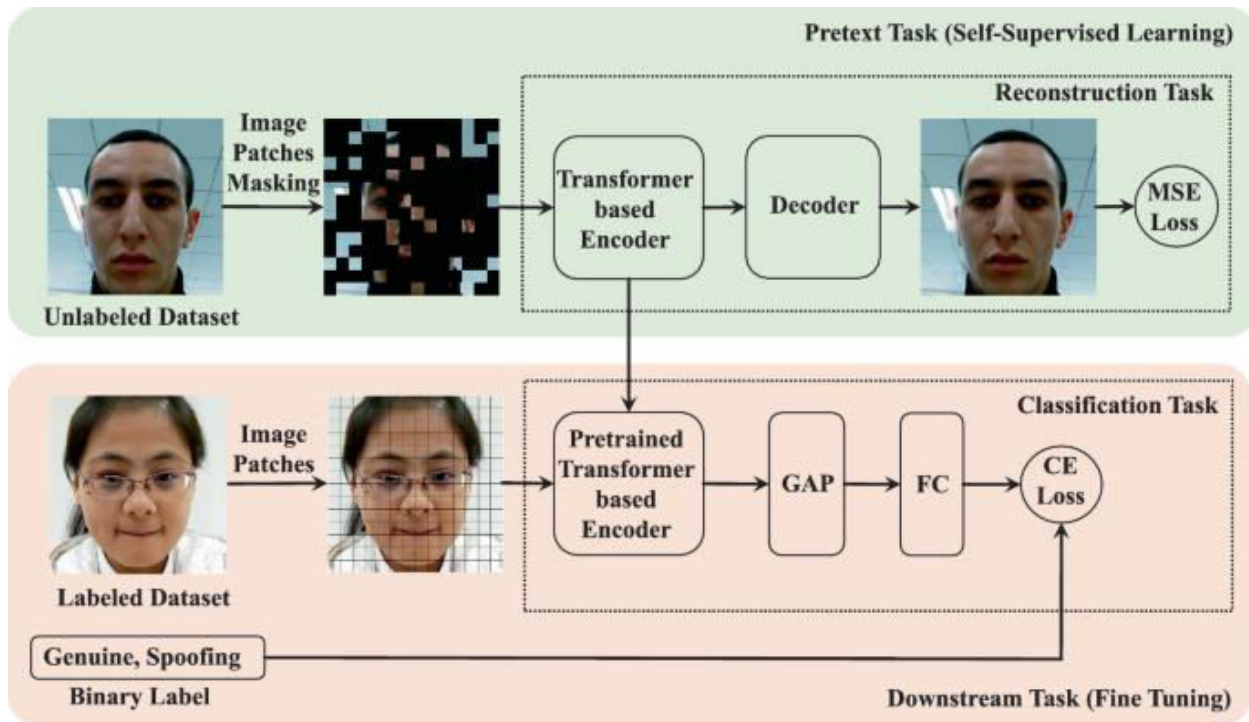 Pretext Task (Self-Supervised Learning)
Reconstruction Task
Image
Patches
Masking
Transformer
based
Encoder
Decoder
MSE
Loss
Unlabeled Dataset
Classification Task
Image
Patches
Pretrained
Transformer
based
Encoder
GAP
FC
CE
Loss
Labeled Dataset
Genuine, Spoofing
Binary Label
Downstream Task (Fine Tuning)